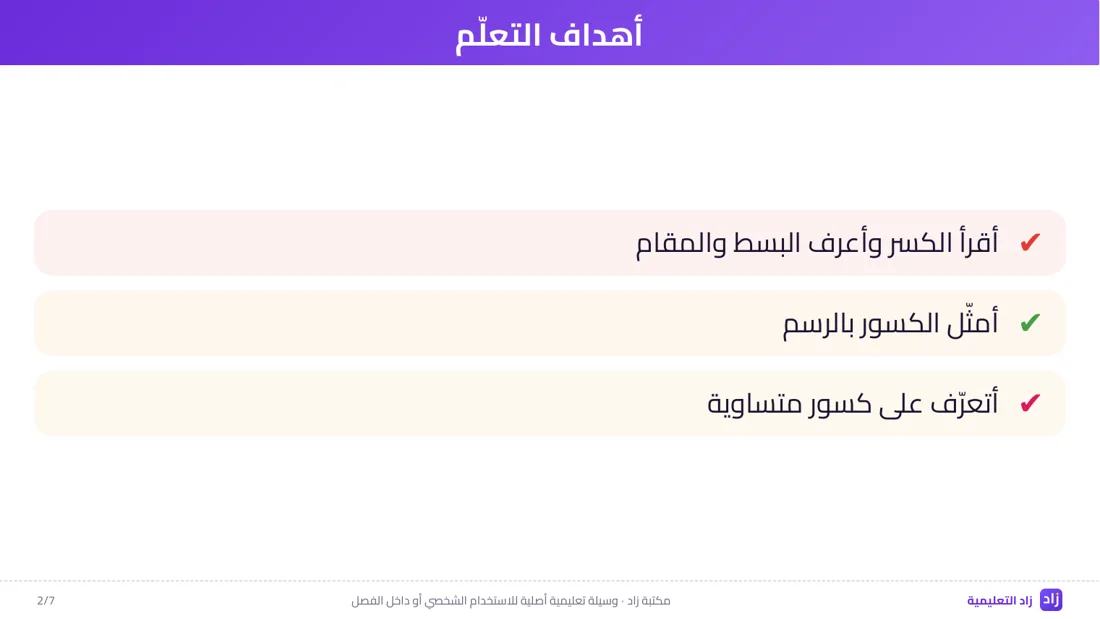 أهداف التعلّم
✔ أقرأ الكسر وأعرف البسط والمقام
✔ أمثّل الكسور بالرسم
✔ أتعرّف على كسور متساوية
زاد زاد التعليمية
مكتبة زاد · وسيلة تعليمية أصلية للاستخدام الشخصي أو داخل الفصل
2/7